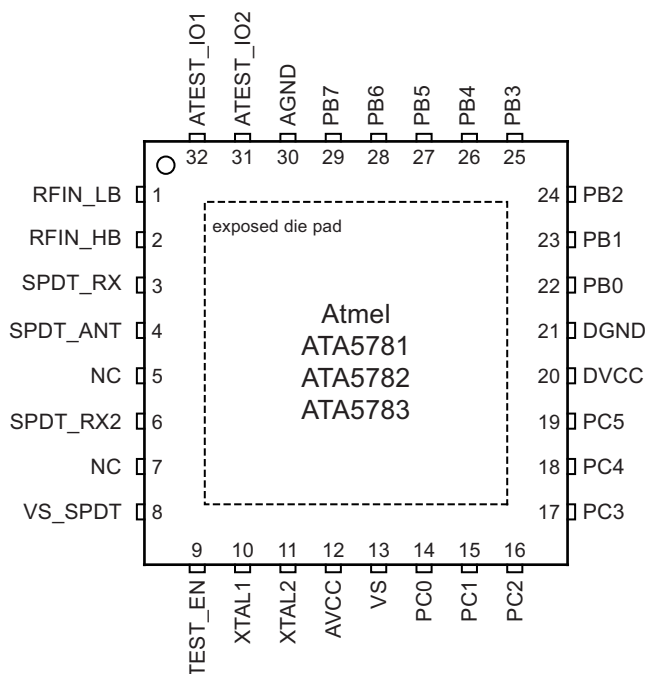 ATEST_IO1
ATEST_IO2
AGND
PB7
PB6
PB5
PB4
PB3
32 31 30 29 28 27 26 25
RFIN_LB 1
RFIN_HB 2
SPDT_RX 3
SPDT_ANT 4
NC 5
SPDT_RX2 6
NC 7
VS_SPDT 8
exposed die pad
Atmel
ATA5781
ATA5782
ATA5783
24 PB2
23 PB1
22 PB0
21 DGND
20 DVCC
19 PC5
18 PC4
17 PC3
9 10 11 12 13 14 15 16
TEST_EN
XTAL1
XTAL2
AVCC
VS
PC0
PC1
PC2